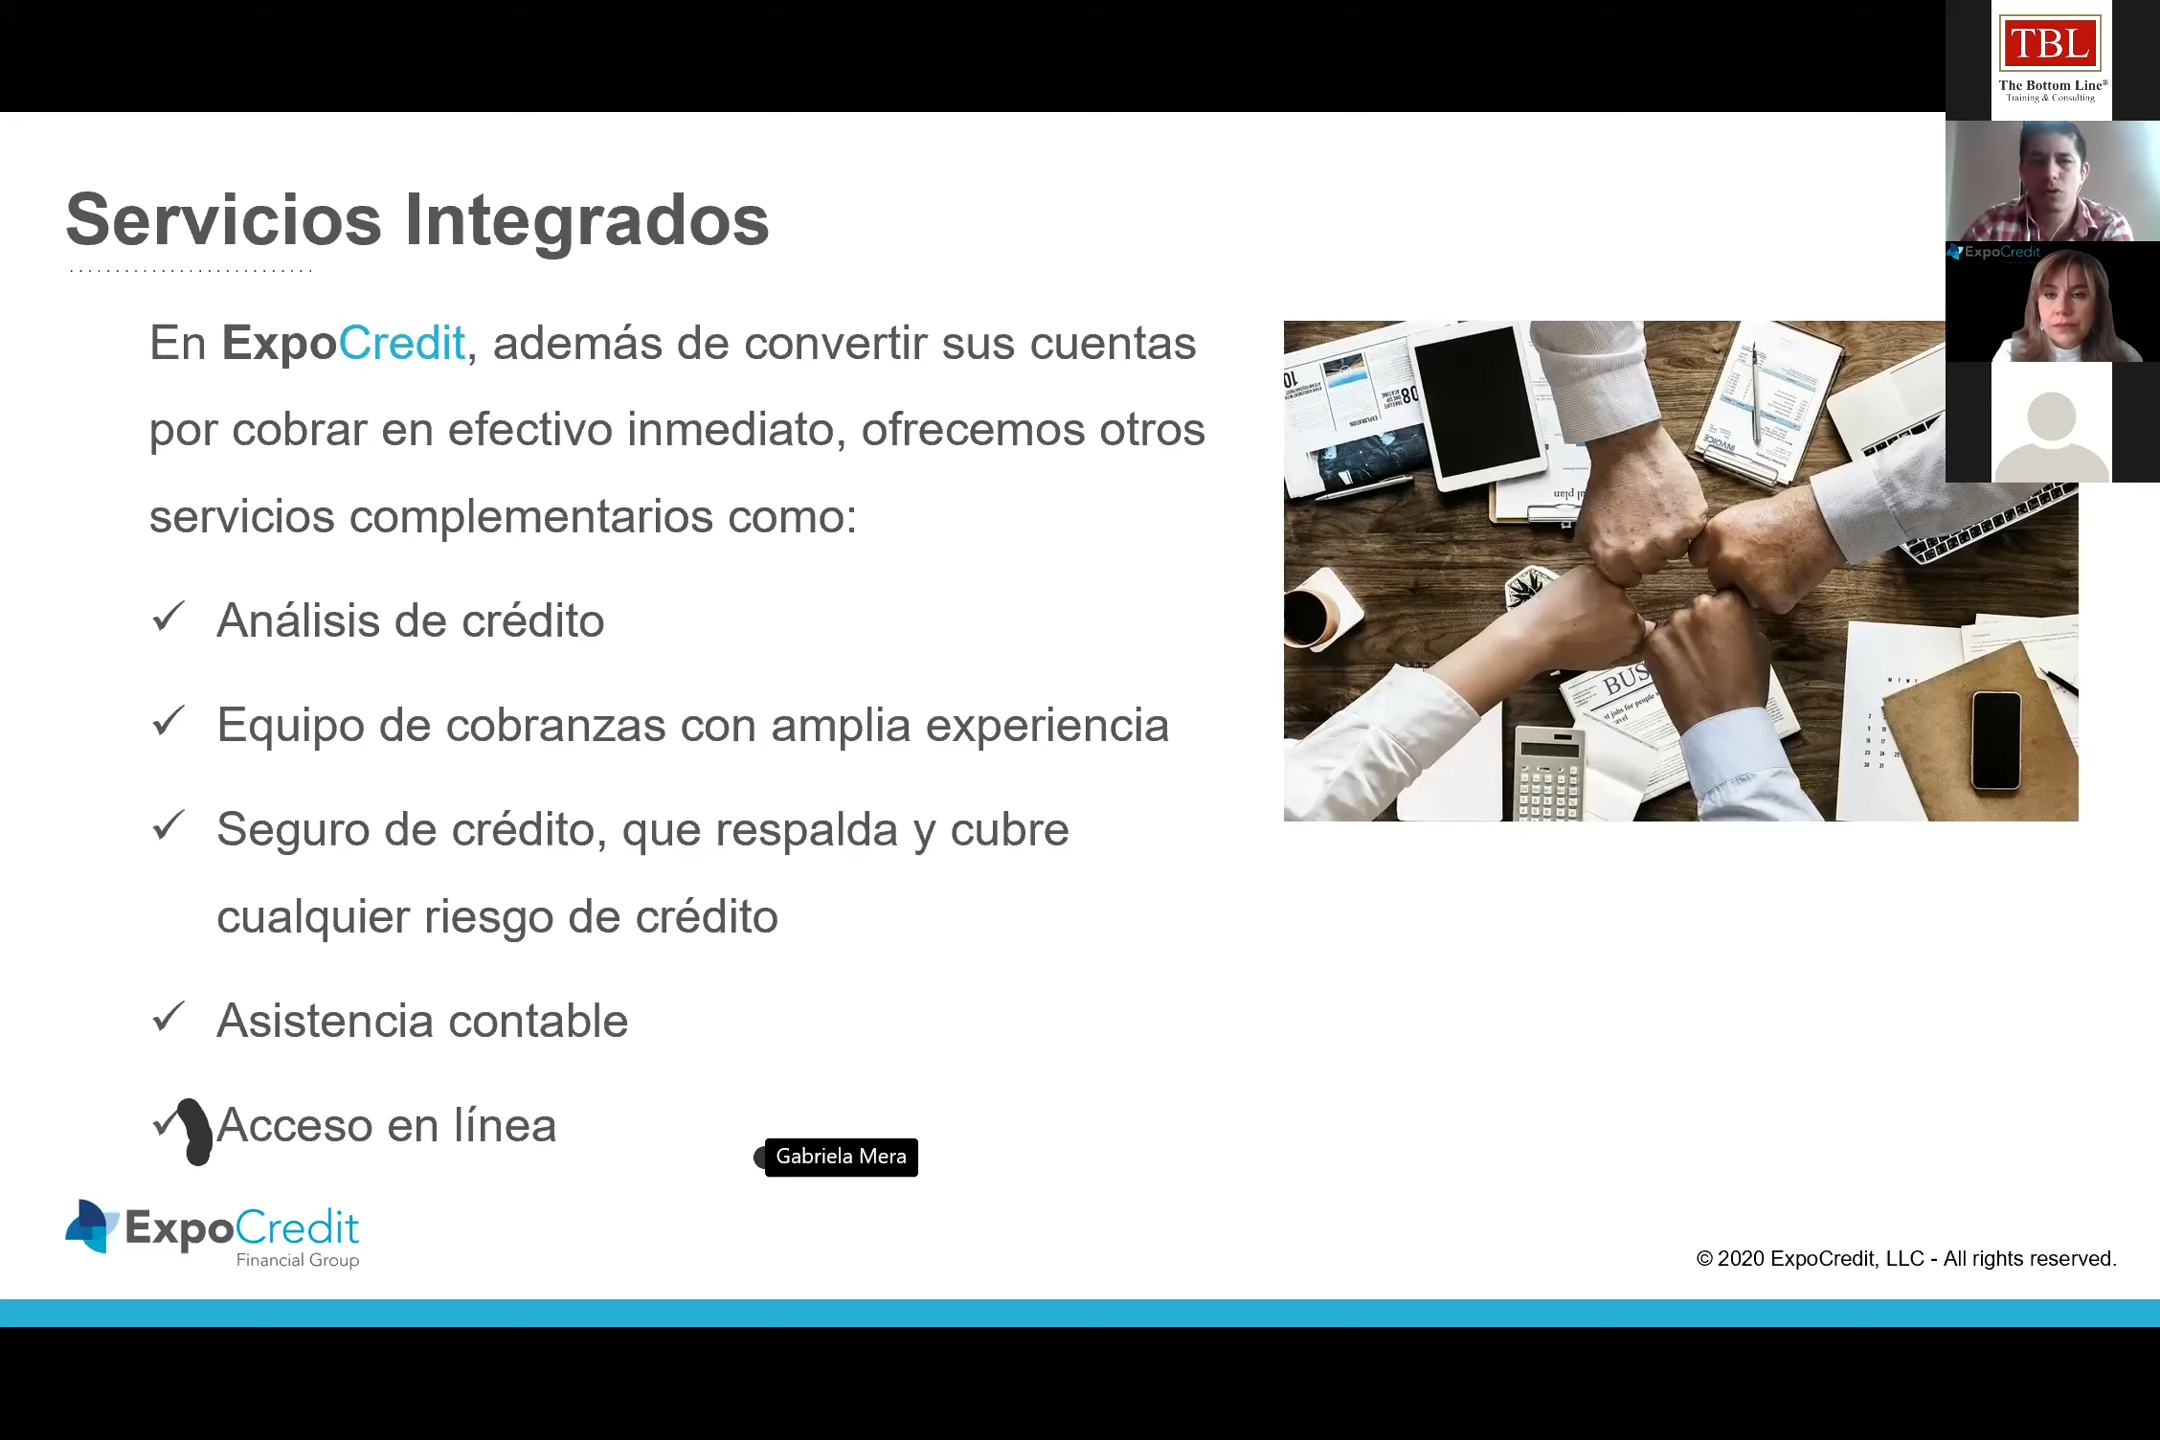 TBL
The Bottom Line®
Training & Consulting
Servicios Integrados
ExpoCredit
En ExpoCredit, además de convertir sus cuentas
por cobrar en efectivo inmediato, ofrecemos otros
servicios complementarios como:
✓ Análisis de crédito
✓ Equipo de cobranzas con amplia experiencia
✓ Seguro de crédito, que respalda y cubre
cualquier riesgo de crédito
✓ Asistencia contable
✓ Acceso en línea
INVOICE
BUS
Gabriela Mera
ExpoCredit
Financial Group
© 2020 ExpoCredit, LLC - All rights reserved.